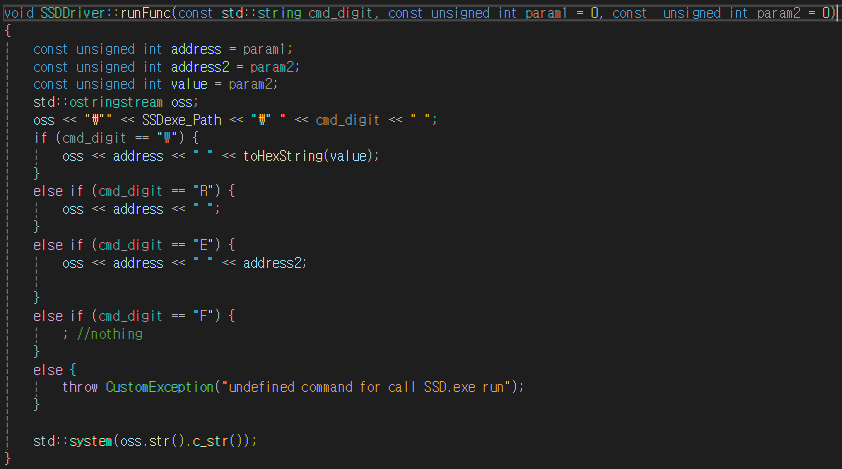 void SSDDriver::runFunc(const std::string cmd_digit, const unsigned int param1 = 0, const  unsigned int param2 = 0)
{
    const unsigned int address = param1;
    const unsigned int address2 = param2;
    const unsigned int value = param2;
    std::ostringstream oss;
    oss << "₩"" << SSDexe_Path << "₩" " << cmd_digit << " ";
    if (cmd_digit == "W") {
        oss << address << " " << toHexString(value);
    }
    else if (cmd_digit == "R") {
        oss << address << " ";
    }
    else if (cmd_digit == "E") {
        oss << address << " " << address2;
    }
    else if (cmd_digit == "F") {
        ; //nothing
    }
    else {
        throw CustomException("undefined command for call SSD.exe run");
    }
    std::system(oss.str().c_str());
}